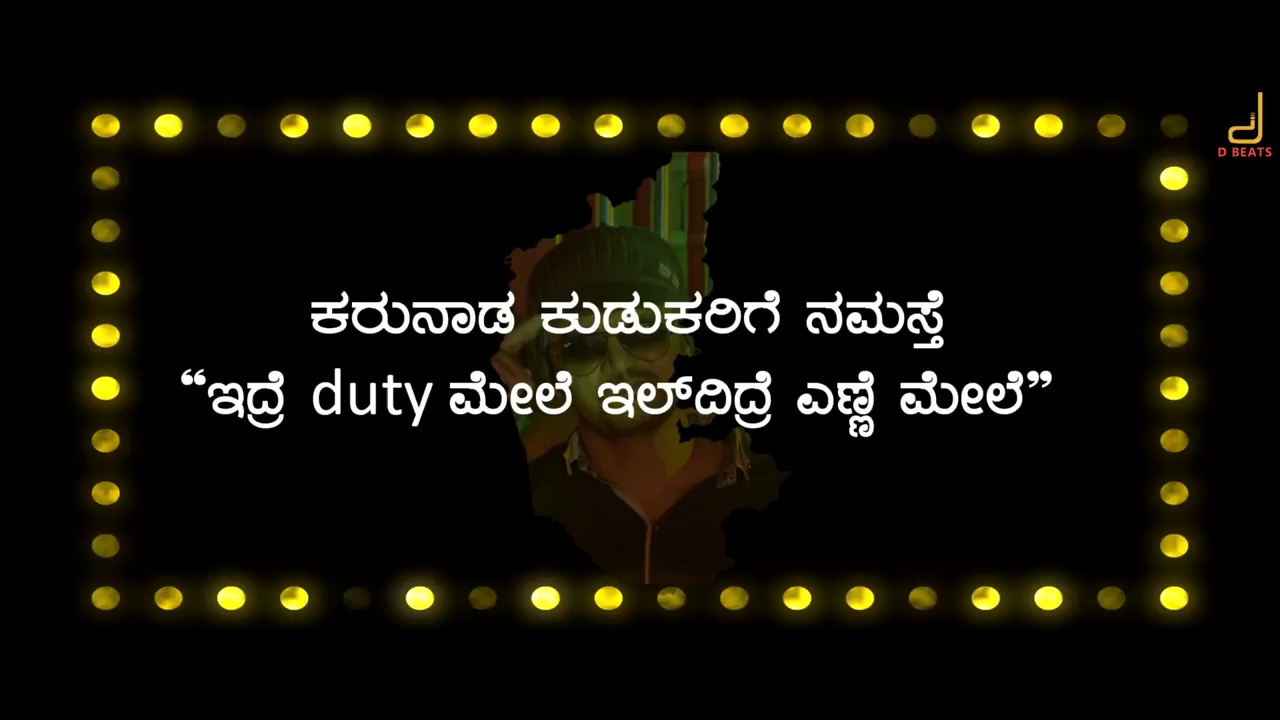 ಕರುನಾಡ ಕುಡುಕರಿಗೆ ನಮಸ್ತೆ
“ಇದ್ರೆ duty ಮೇಲೆ ಇಲ್‌ದಿದ್ರೆ ಎಣ್ಣೆ ಮೇಲೆ”
D BEATS